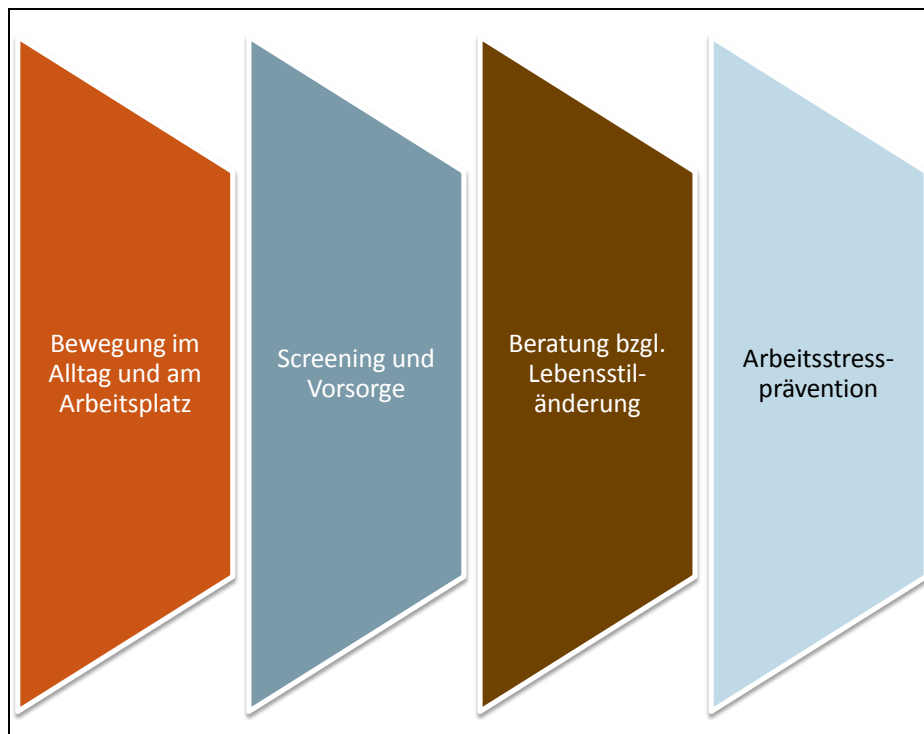 Bewegung im
Alltag und am
Arbeitsplatz
Screening und
Vorsorge
Beratung bzgl.
Lebensstil-
änderung
Arbeitsstress-
prävention